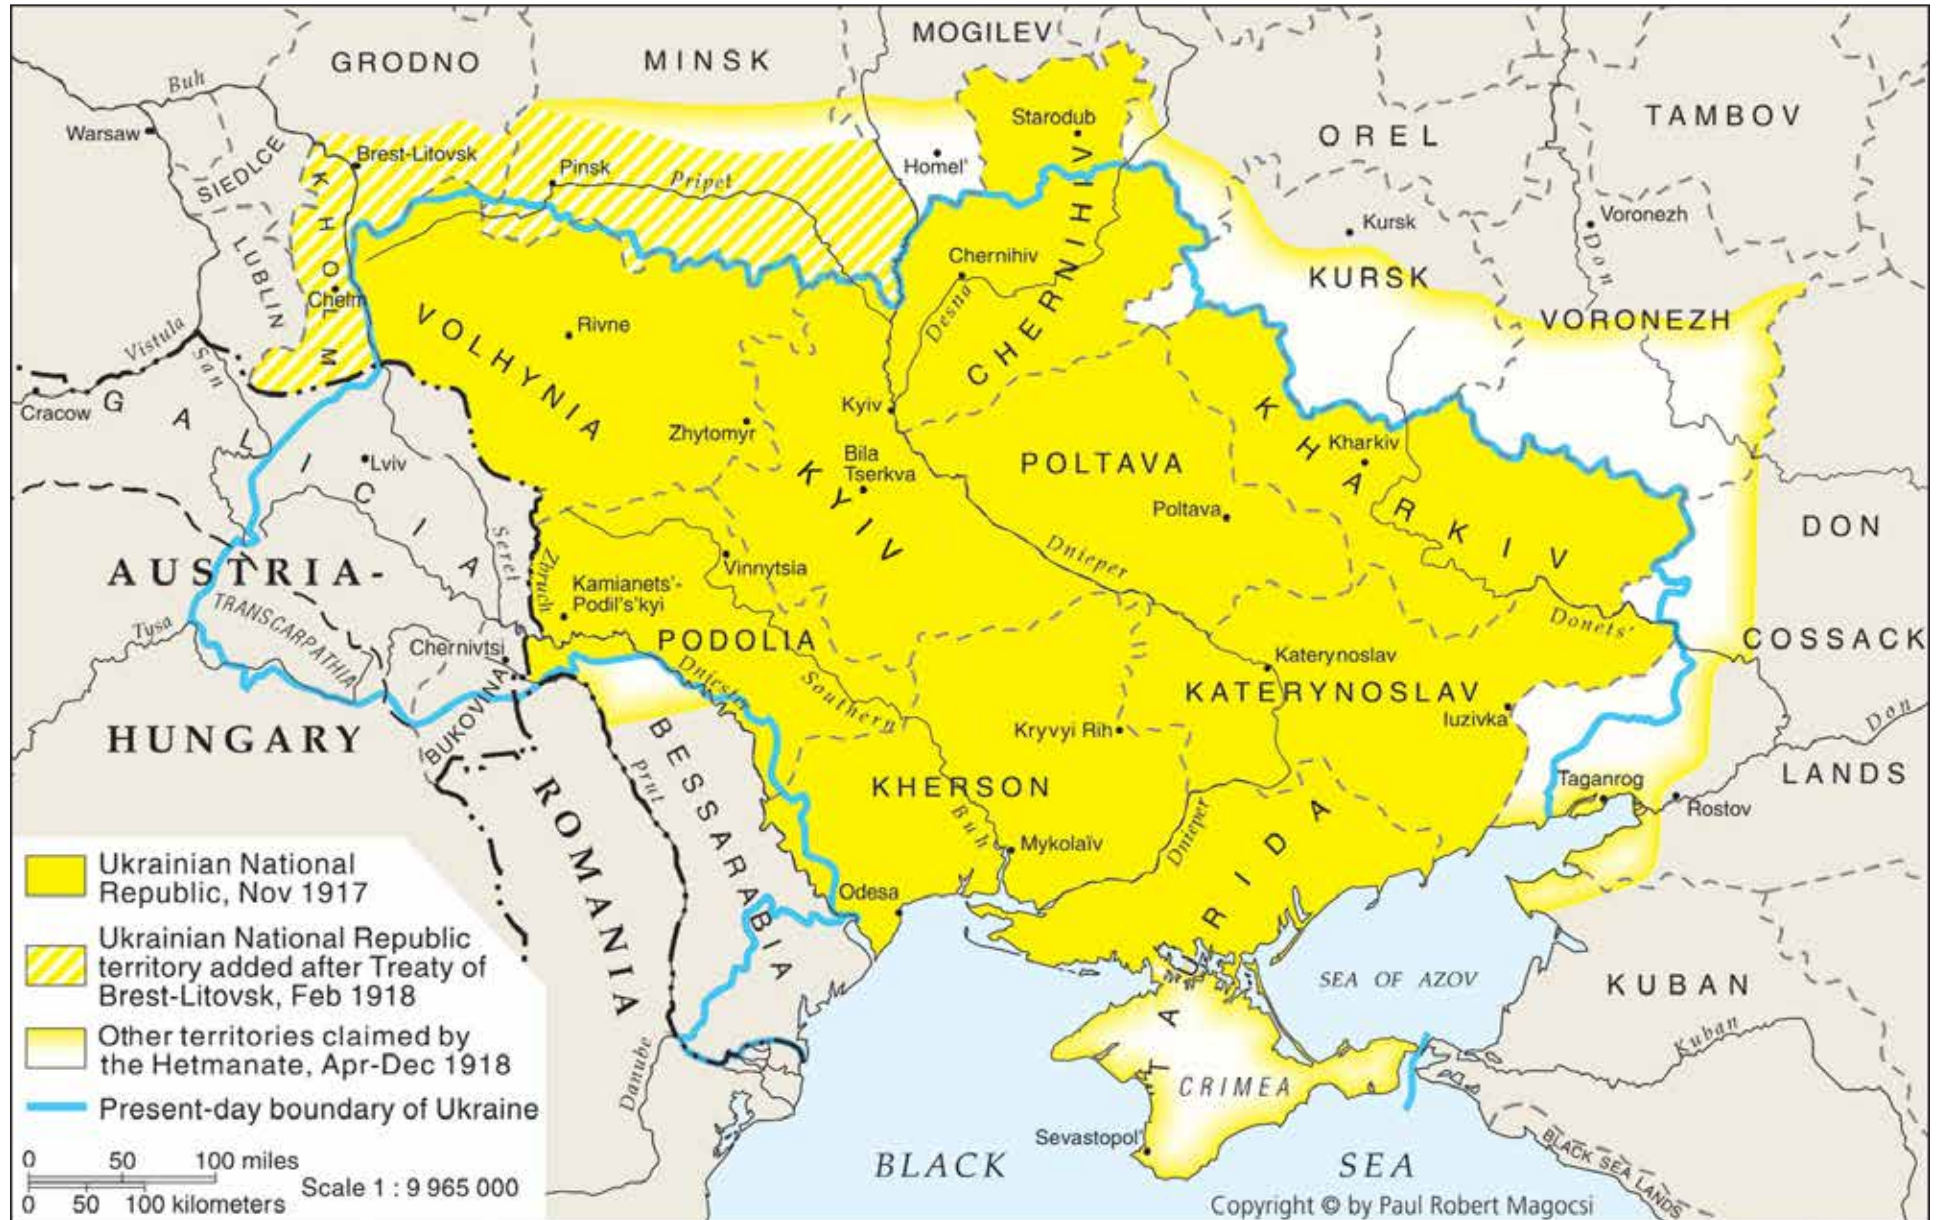 GRODNO
MINSK
MOGILEV
TAMBOV
OREL
Buh
Warsaw
SIEDLCE
Brest-Litovsk
Pinsk
Pripet
Homel'
Starodub
Kursk
Voronezh
Don
KHOLM
LUBLIN
Chełm
Chernihiv
CHERNIHIV
Desna
KURSK
VORONEZH
Vistula
San
VOLHYNIA
Rivne
Cracow
GALICIA
Lviv
Zhytomyr
Kyiv
Bila
Tserkva
KYIV
POLTAVA
Poltava
KHARKIV
Kharkiv
DON
Seret
Zbruch
AUSTRIA-
TRANSCARPATHIA
Tysa
Kamianets'-
Podil's'kyi
Vinnytsia
Dnieper
Donets'
COSSACK
Chernivtsi
PODOLIA
Dniester
Southern
Katerynoslav
KATERYNOSLAV
Iuzivka
HUNGARY
BUKOVINA
ROMANIA
Prut
BESSARABIA
Kryvyi Rih
KHERSON
Buh
Dnieper
Taganrog
Rostov
Don
LANDS
Mykolaïv
Odesa
TAURIDA
SEA OF AZOV
KUBAN
Kuban
CRIMEA
Sevastopol'
Danube
BLACK SEA
BLACK SEA LANDS
Ukrainian National
Republic, Nov 1917
Ukrainian National Republic
territory added after Treaty of
Brest-Litovsk, Feb 1918
Other territories claimed by
the Hetmanate, Apr-Dec 1918
Present-day boundary of Ukraine
0 50 100 miles
0 50 100 kilometers
Scale 1 : 9 965 000
Copyright © by Paul Robert Magocsi